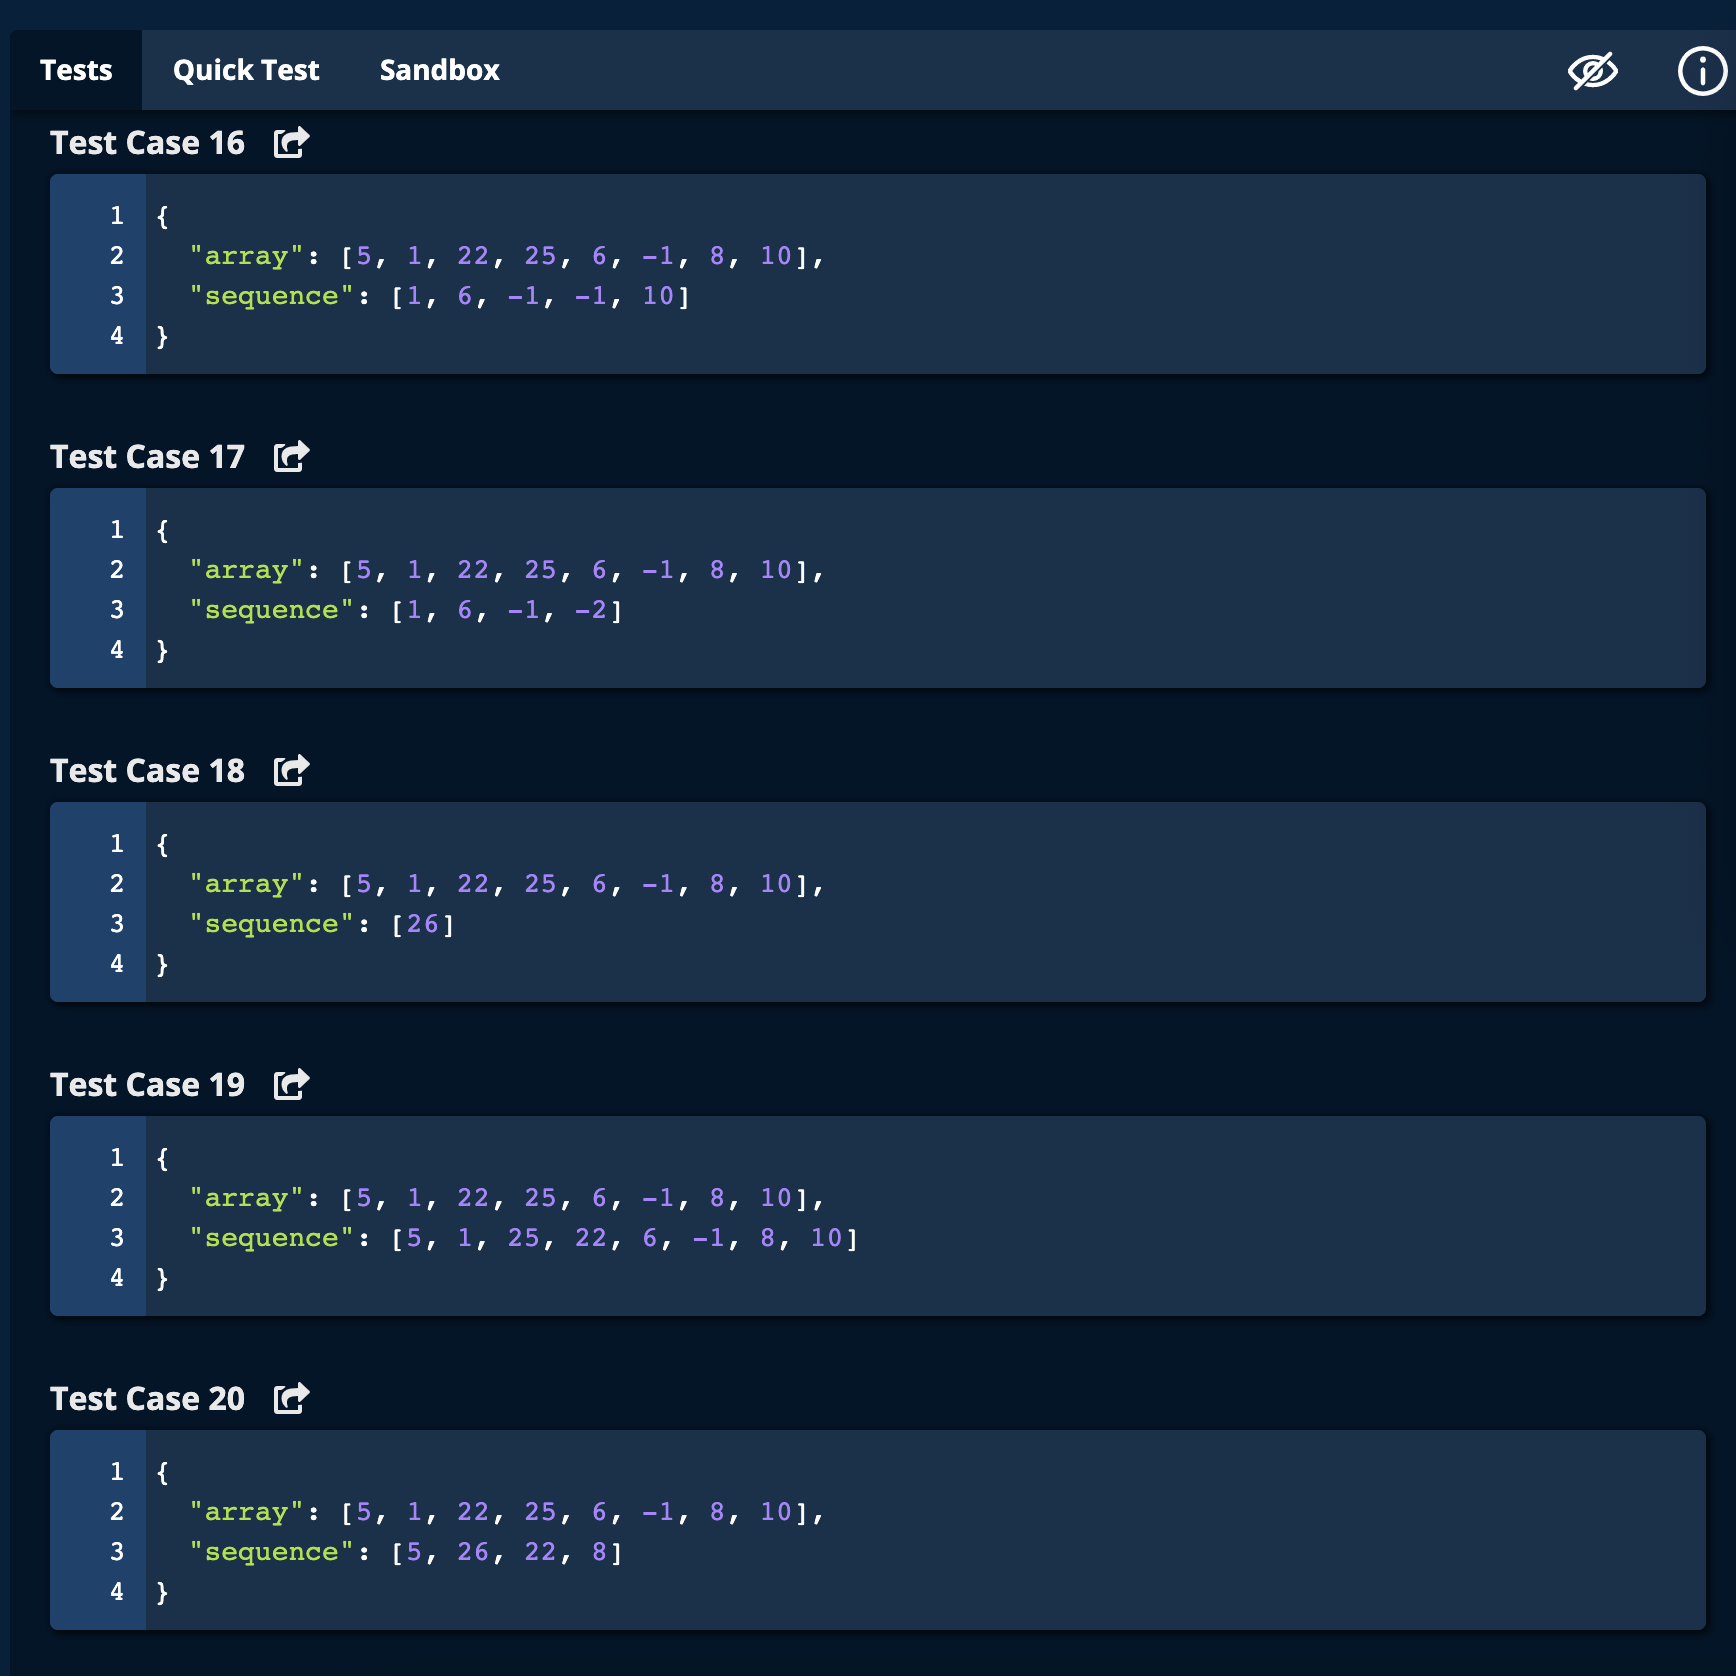 Tests Quick Test Sandbox
Test Case 16
1 {
2 "array": [5, 1, 22, 25, 6, -1, 8, 10],
3 "sequence": [1, 6, -1, -1, 10]
4 }
Test Case 17
1 {
2 "array": [5, 1, 22, 25, 6, -1, 8, 10],
3 "sequence": [1, 6, -1, -2]
4 }
Test Case 18
1 {
2 "array": [5, 1, 22, 25, 6, -1, 8, 10],
3 "sequence": [26]
4 }
Test Case 19
1 {
2 "array": [5, 1, 22, 25, 6, -1, 8, 10],
3 "sequence": [5, 1, 25, 22, 6, -1, 8, 10]
4 }
Test Case 20
1 {
2 "array": [5, 1, 22, 25, 6, -1, 8, 10],
3 "sequence": [5, 26, 22, 8]
4 }